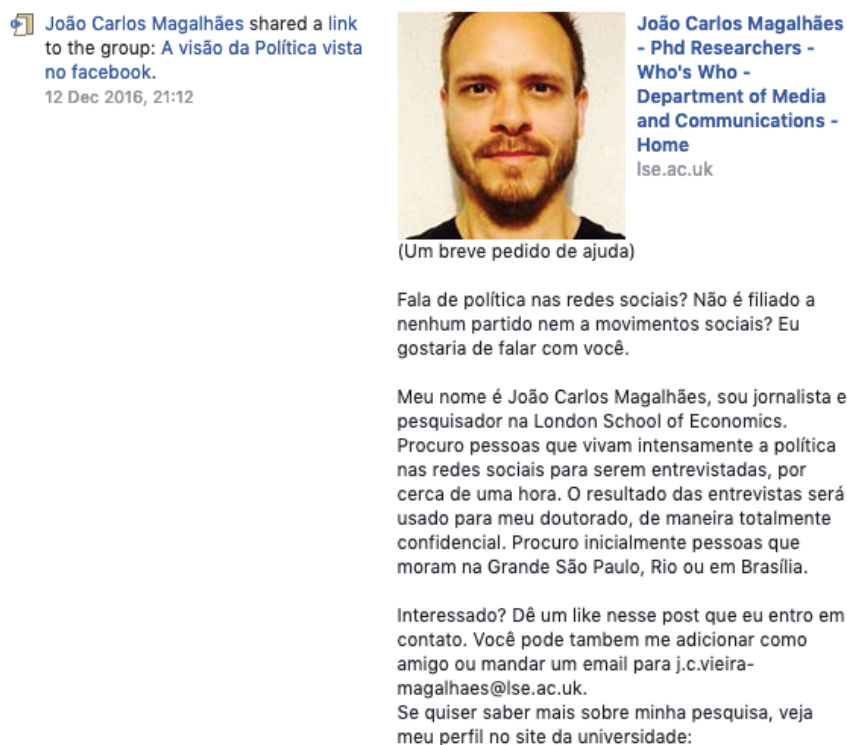 João Carlos Magalhães shared a link
to the group: A visão da Política vista
no facebook.
12 Dec 2016, 21:12
João Carlos Magalhães
- Phd Researchers -
Who's Who -
Department of Media
and Communications -
Home
lse.ac.uk
(Um breve pedido de ajuda)
Fala de política nas redes sociais? Não é filiado a
nenhum partido nem a movimentos sociais? Eu
gostaria de falar com você.
Meu nome é João Carlos Magalhães, sou jornalista e
pesquisador na London School of Economics.
Procuro pessoas que vivam intensamente a política
nas redes sociais para serem entrevistadas, por
cerca de uma hora. O resultado das entrevistas será
usado para meu doutorado, de maneira totalmente
confidencial. Procuro inicialmente pessoas que
moram na Grande São Paulo, Rio ou em Brasília.
Interessado? Dê um like nesse post que eu entro em
contato. Você pode tambem me adicionar como
amigo ou mandar um email para j.c.vieira-
magalhaes@lse.ac.uk.
Se quiser saber mais sobre minha pesquisa, veja
meu perfil no site da universidade: